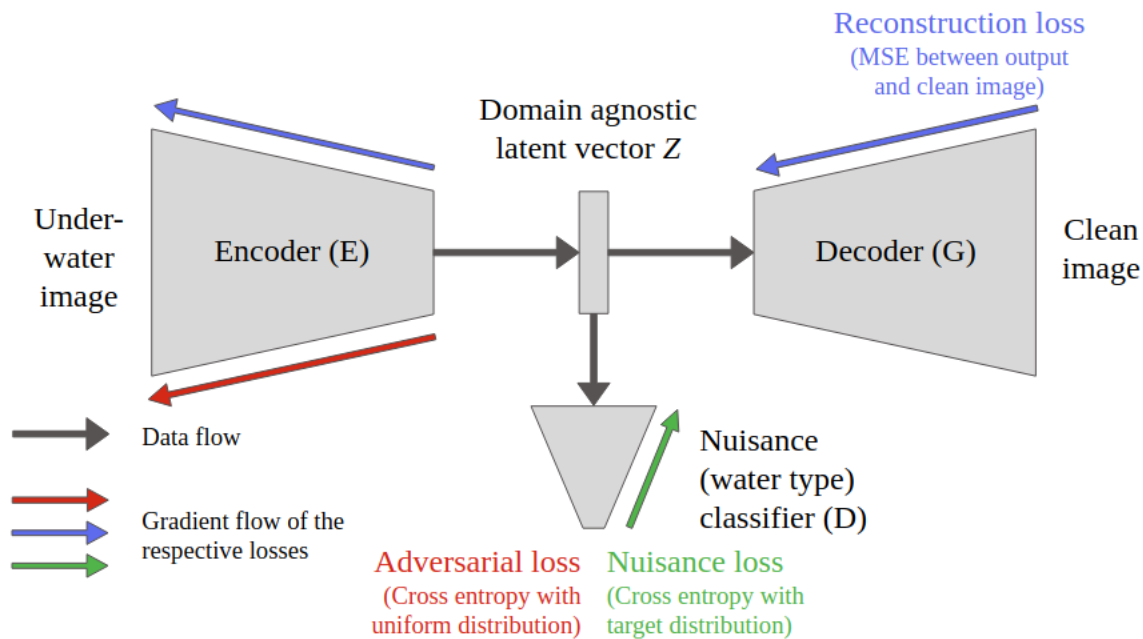 Reconstruction loss
(MSE between output
and clean image)
Domain agnostic
latent vector Z
Under-
water
image
Encoder (E)
Decoder (G)
Clean
image
Data flow
Gradient flow of the
respective losses
Nuisance
(water type)
classifier (D)
Adversarial loss
(Cross entropy with
uniform distribution)
Nuisance loss
(Cross entropy with
target distribution)